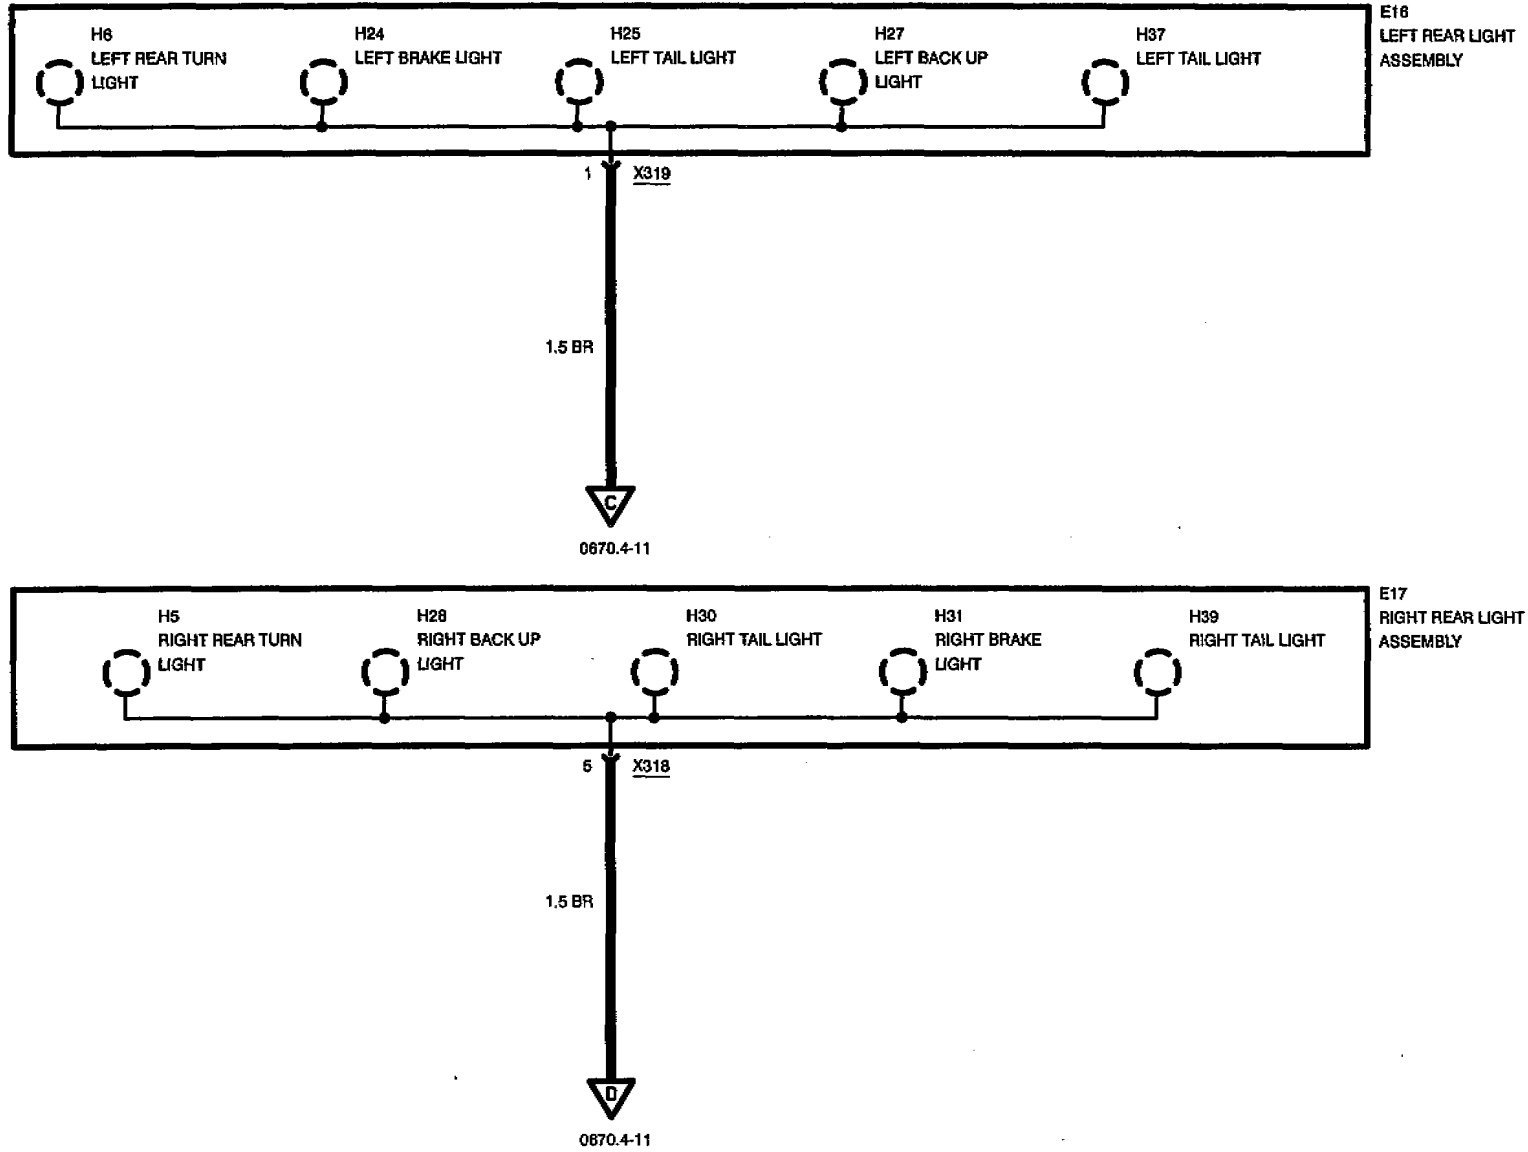 E16
LEFT REAR LIGHT
ASSEMBLY
H6
LEFT REAR TURN
LIGHT
H24
LEFT BRAKE LIGHT
H25
LEFT TAIL LIGHT
H27
LEFT BACK UP
LIGHT
H37
LEFT TAIL LIGHT
1
X319
1.5 BR
C
0670.4-11
E17
RIGHT REAR LIGHT
ASSEMBLY
H5
RIGHT REAR TURN
LIGHT
H28
RIGHT BACK UP
LIGHT
H30
RIGHT TAIL LIGHT
H31
RIGHT BRAKE
LIGHT
H39
RIGHT TAIL LIGHT
5
X318
1.5 BR
D
0670.4-11